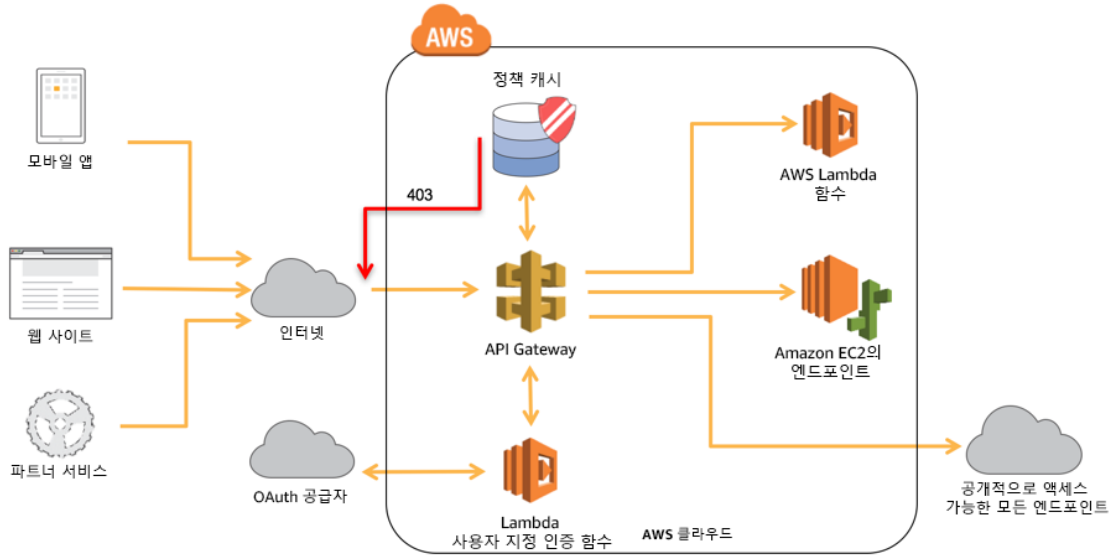 AWS
정책 캐시
모바일 앱
403
AWS Lambda
함수
웹 사이트
인터넷
API Gateway
Amazon EC2의
엔드포인트
파트너 서비스
OAuth 공급자
Lambda
사용자 지정 인증 함수
AWS 클라우드
공개적으로 액세스
가능한 모든 엔드포인트